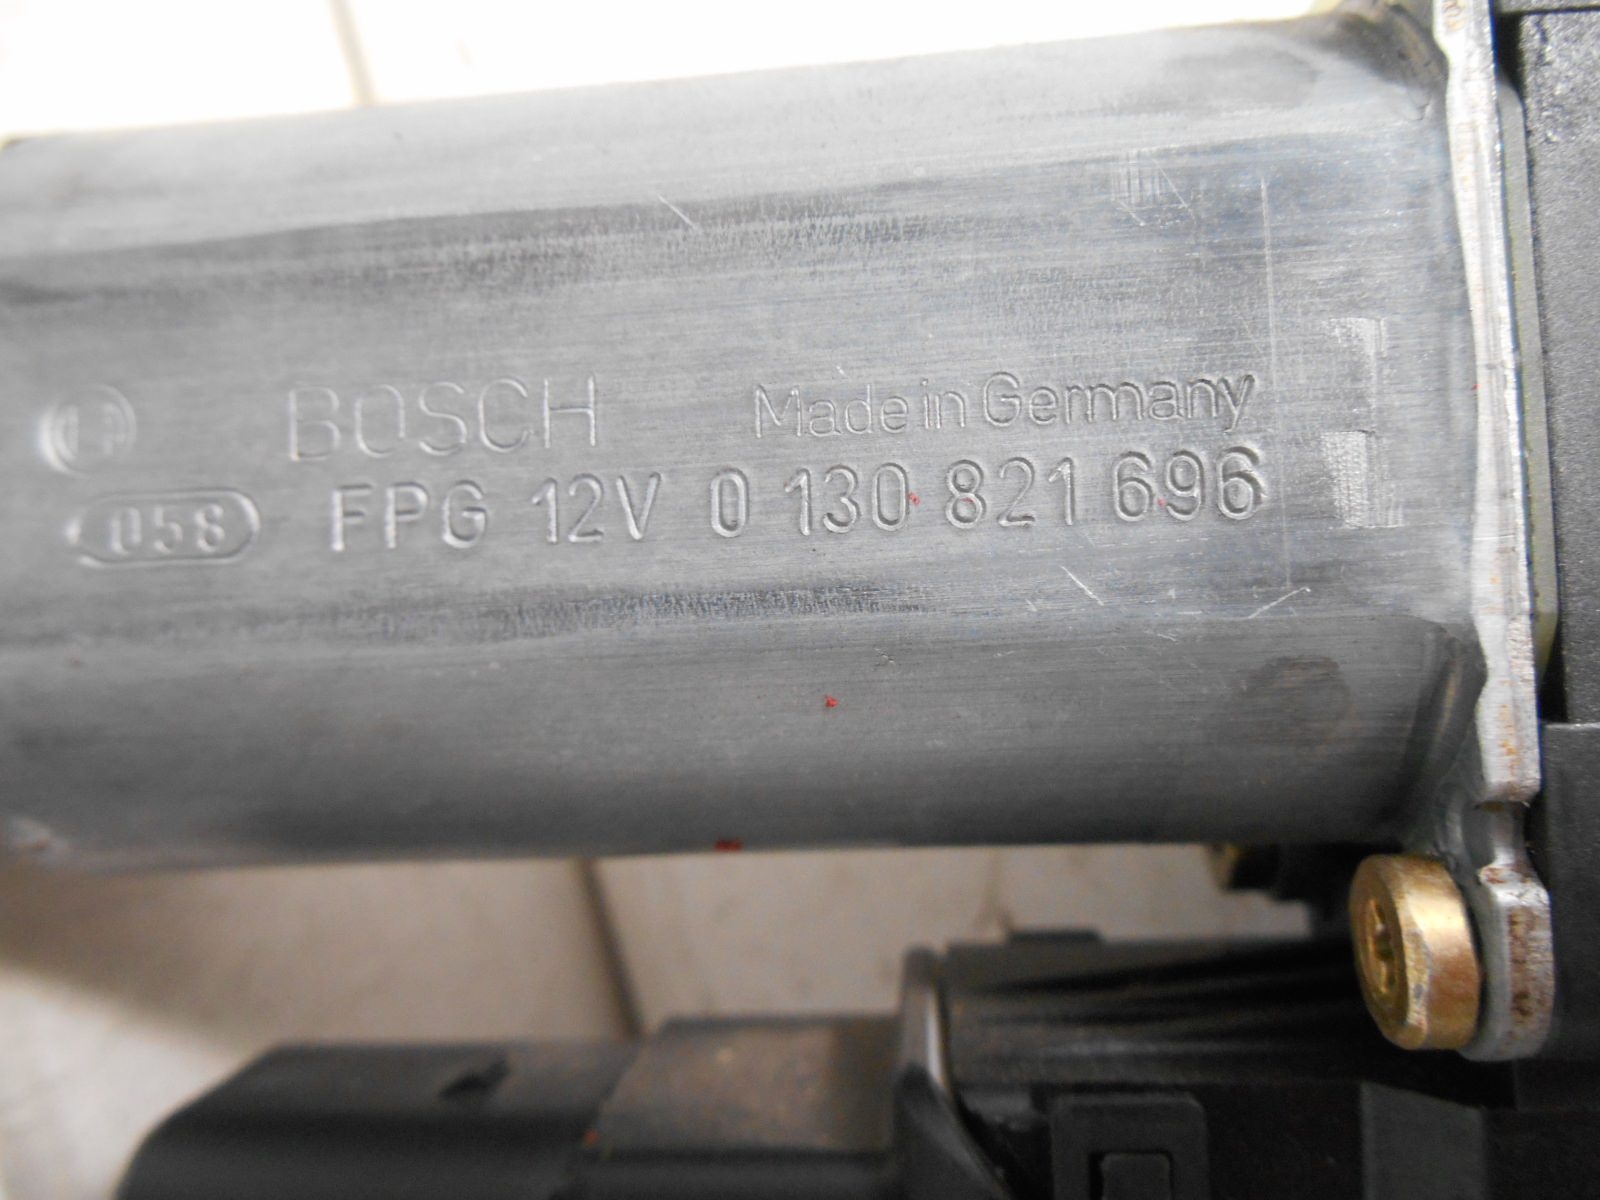 BOSCH Made in Germany
058 FPG 12V 0 130 821 696